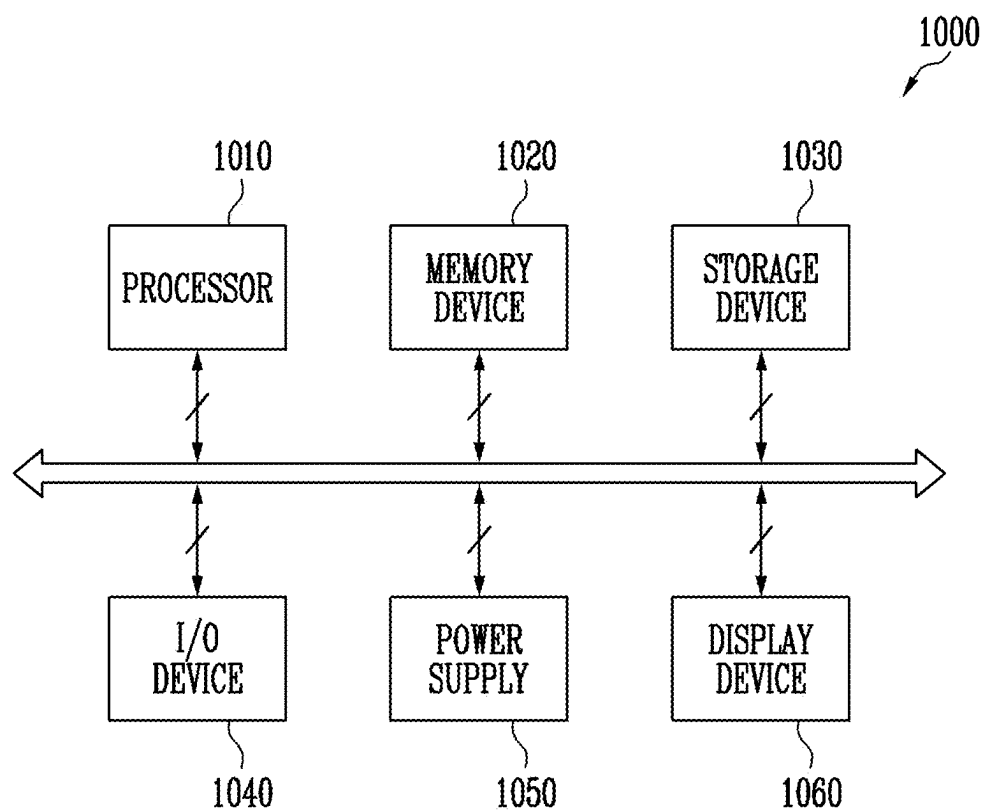 1000
1010
1020
1030
PROCESSOR
MEMORY
DEVICE
STORAGE
DEVICE
I/O
DEVICE
POWER
SUPPLY
DISPLAY
DEVICE
1040
1050
1060